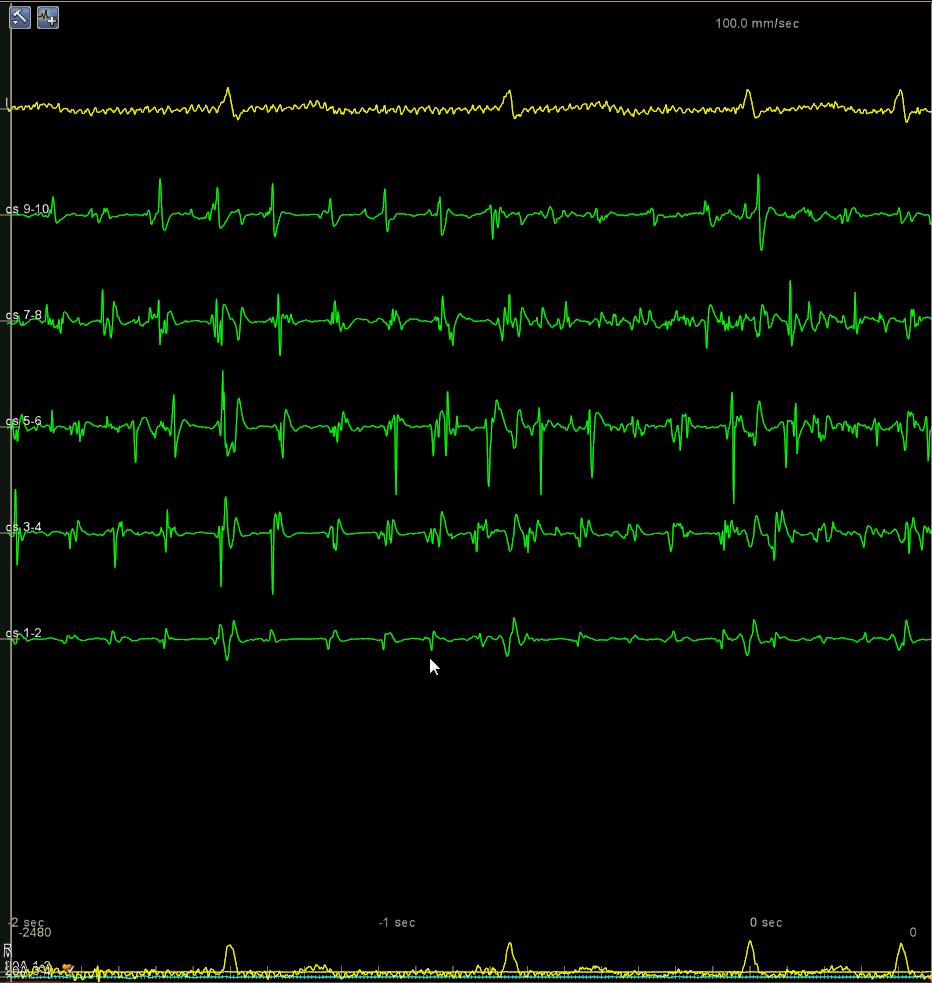 100.0 mm/sec
I
cs 9-10
cs 7-8
cs 5-6
cs 3-4
cs 1-2
-2 sec
-1 sec
0 sec
-2480
0